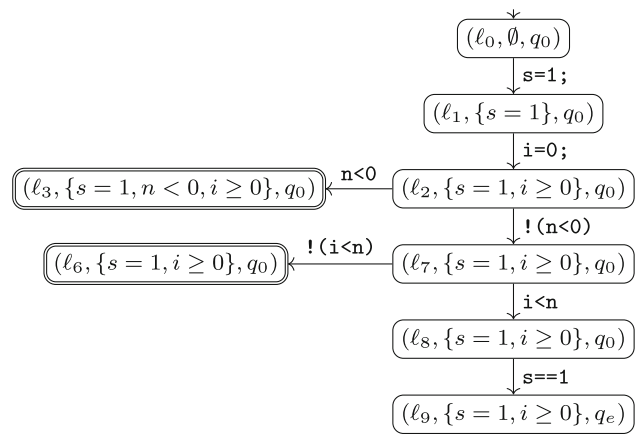 (ℓ₀, ∅, q₀)
s=1;
(ℓ₁, {s = 1}, q₀)
i=0;
(ℓ₃, {s = 1, n < 0, i ≥ 0}, q₀) n<0 (ℓ₂, {s = 1, i ≥ 0}, q₀)
!(n<0)
(ℓ₆, {s = 1, i ≥ 0}, q₀) !(i<n) (ℓ₇, {s = 1, i ≥ 0}, q₀)
i<n
(ℓ₈, {s = 1, i ≥ 0}, q₀)
s==1
(ℓ₉, {s = 1, i ≥ 0}, qₑ)